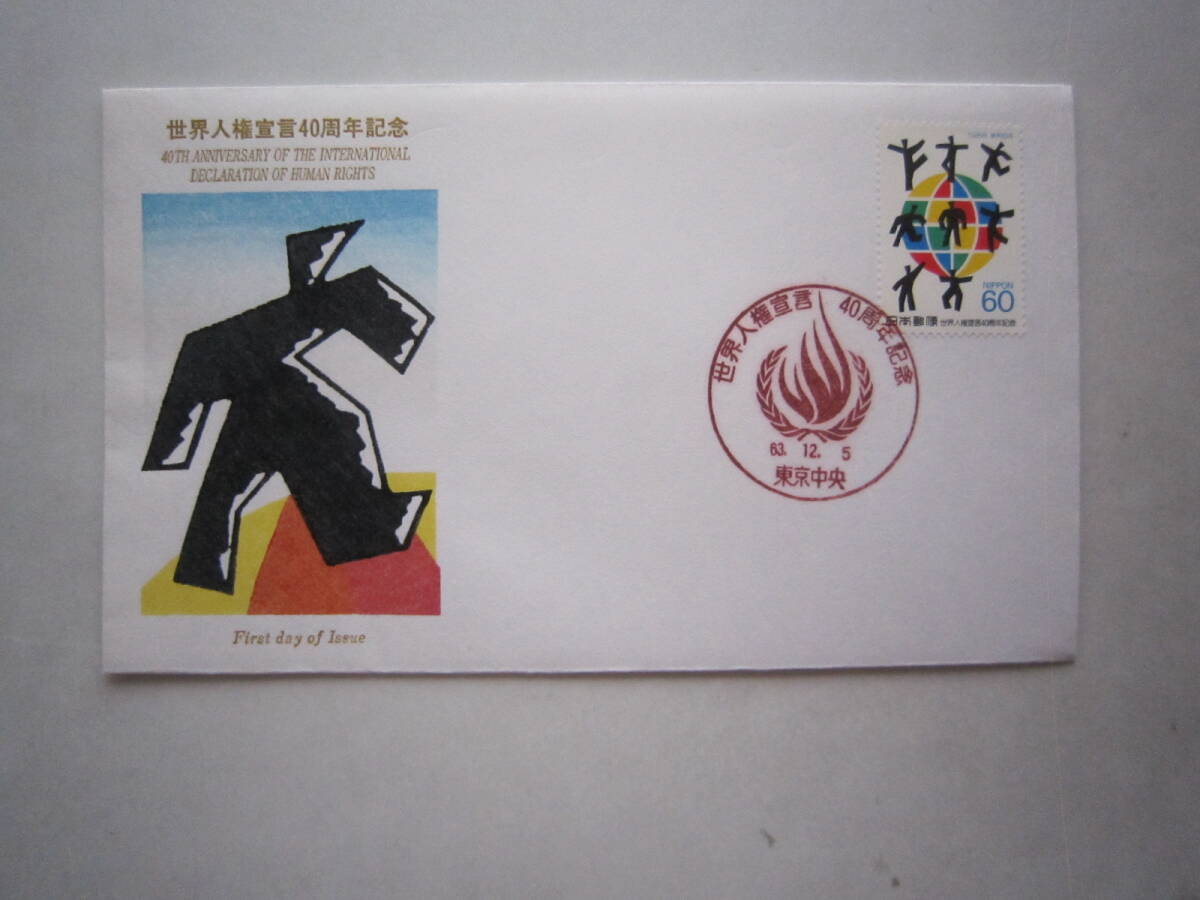 世界人権宣言40周年記念
40TH ANNIVERSARY OF THE INTERNATIONAL
DECLARATION OF HUMAN RIGHTS
First day of Issue
NIPPON
60
日本郵便 世界人権宣言40周年記念
世界人権宣言 40周年記念
63. 12. 5
東京中央